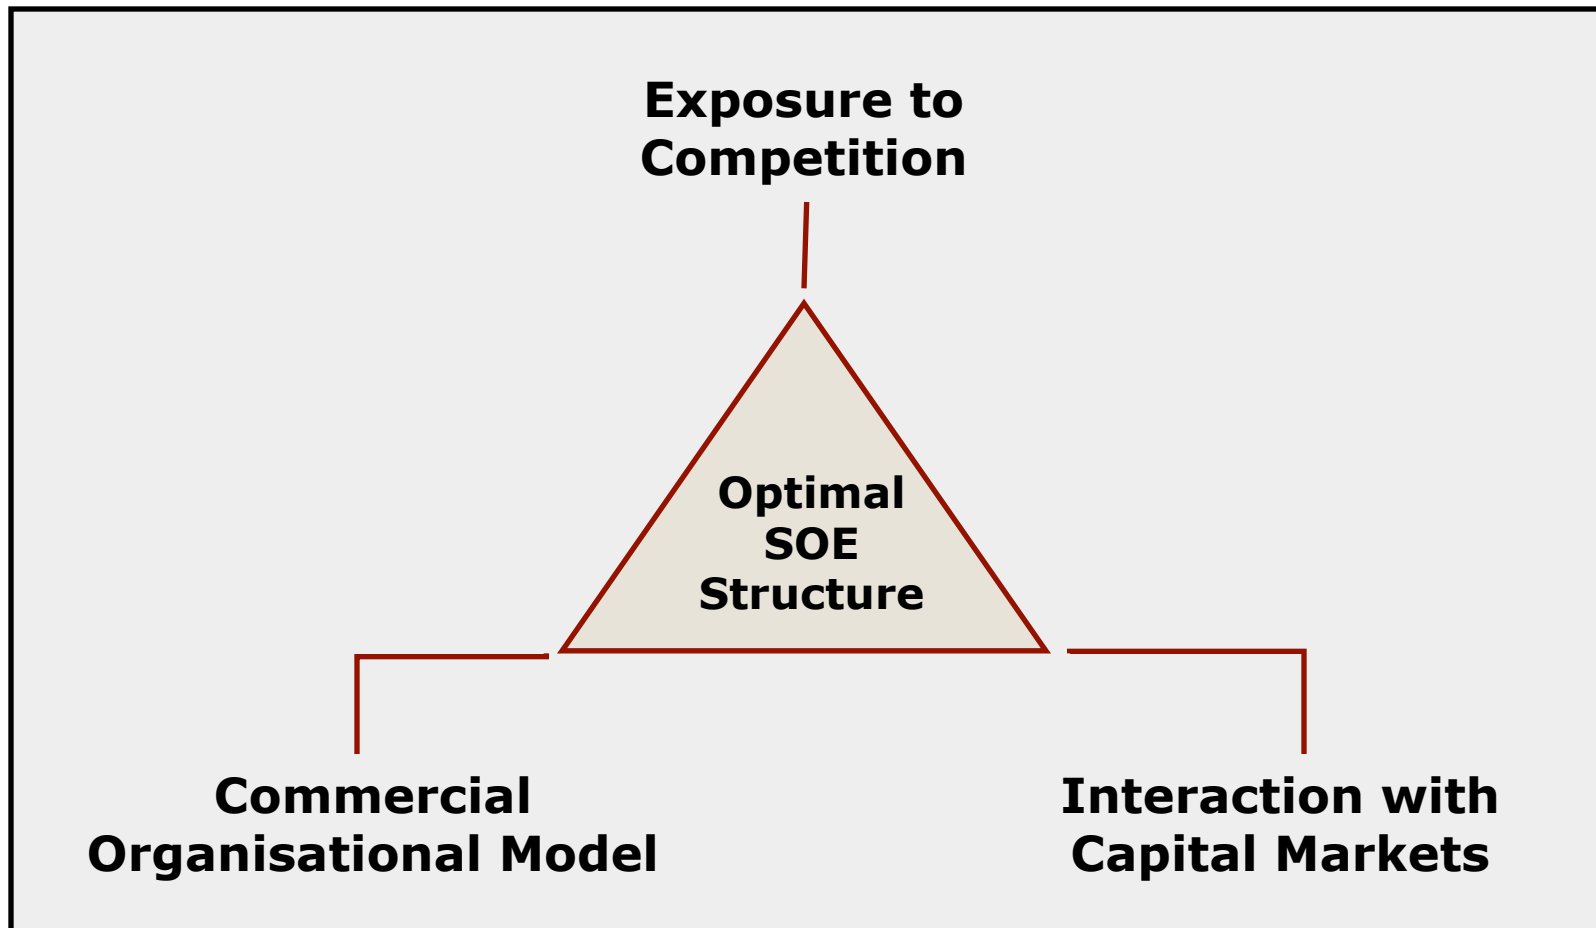 Exposure to
Competition
Optimal
SOE
Structure
Commercial
Organisational Model
Interaction with
Capital Markets